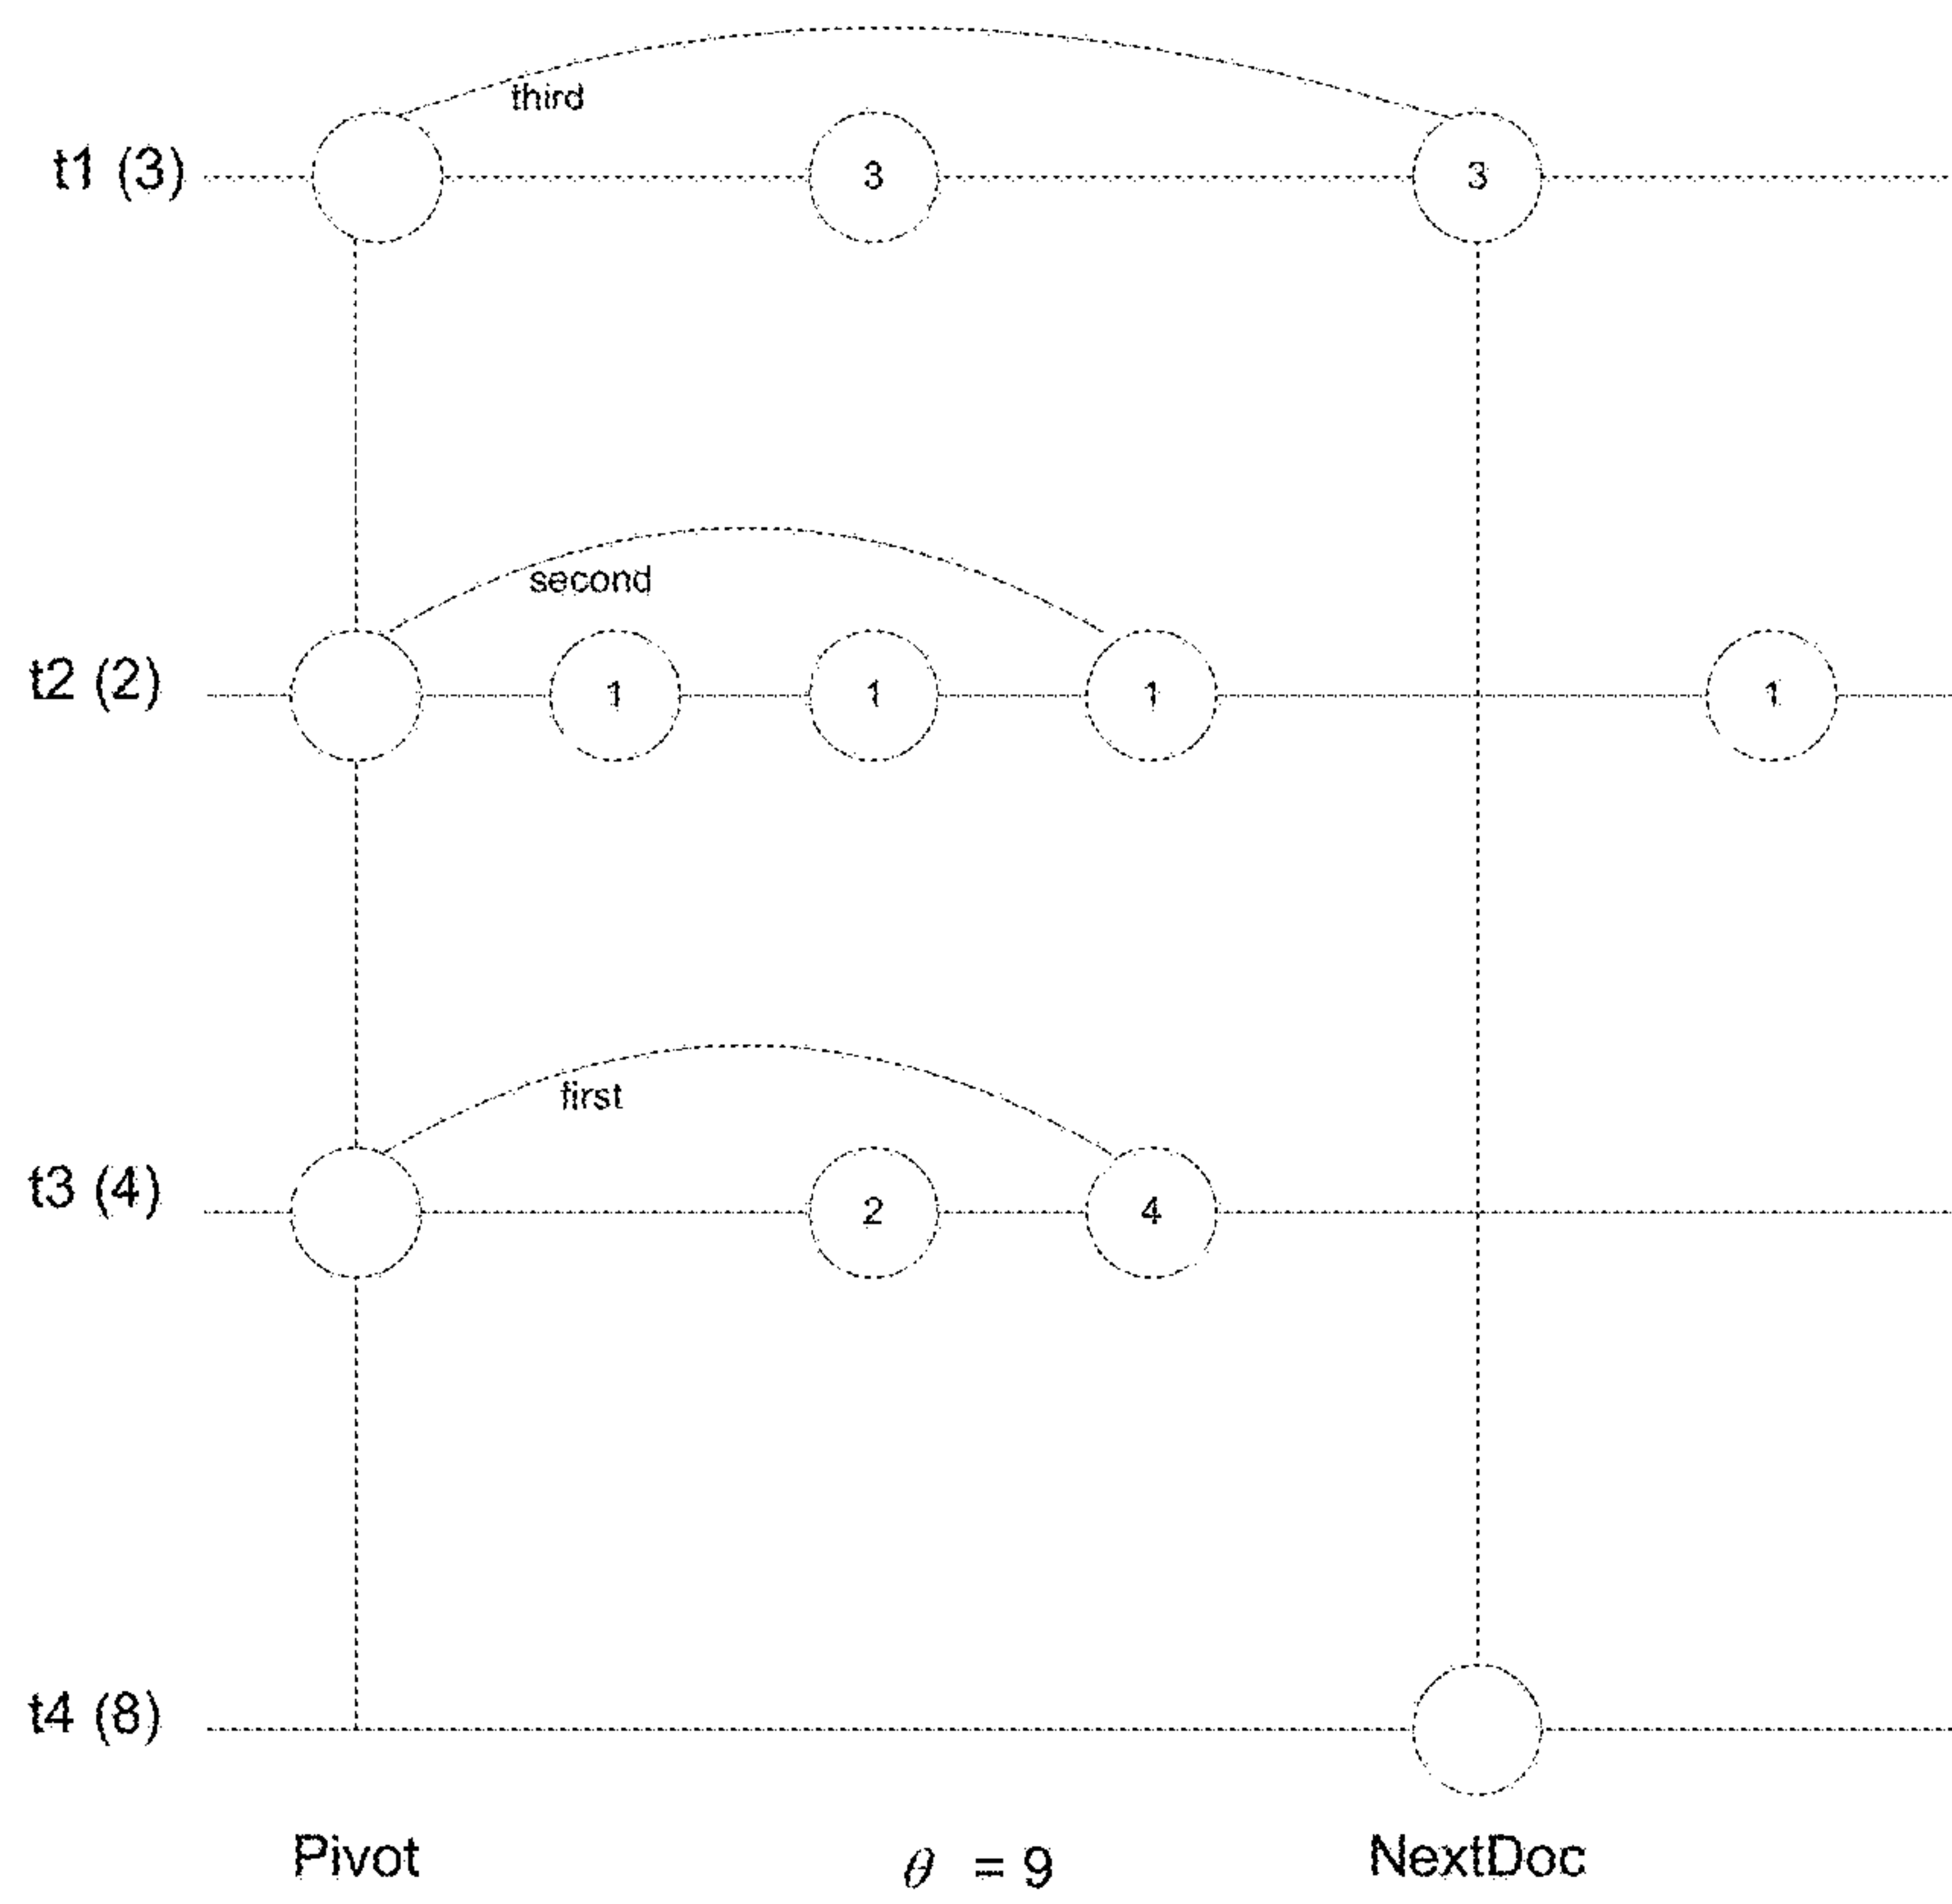 third
t1 (3) 3 3
second
t2 (2) 1 1 1 1
first
t3 (4) 2 4
t4 (8)
Pivot θ = 9 NextDoc